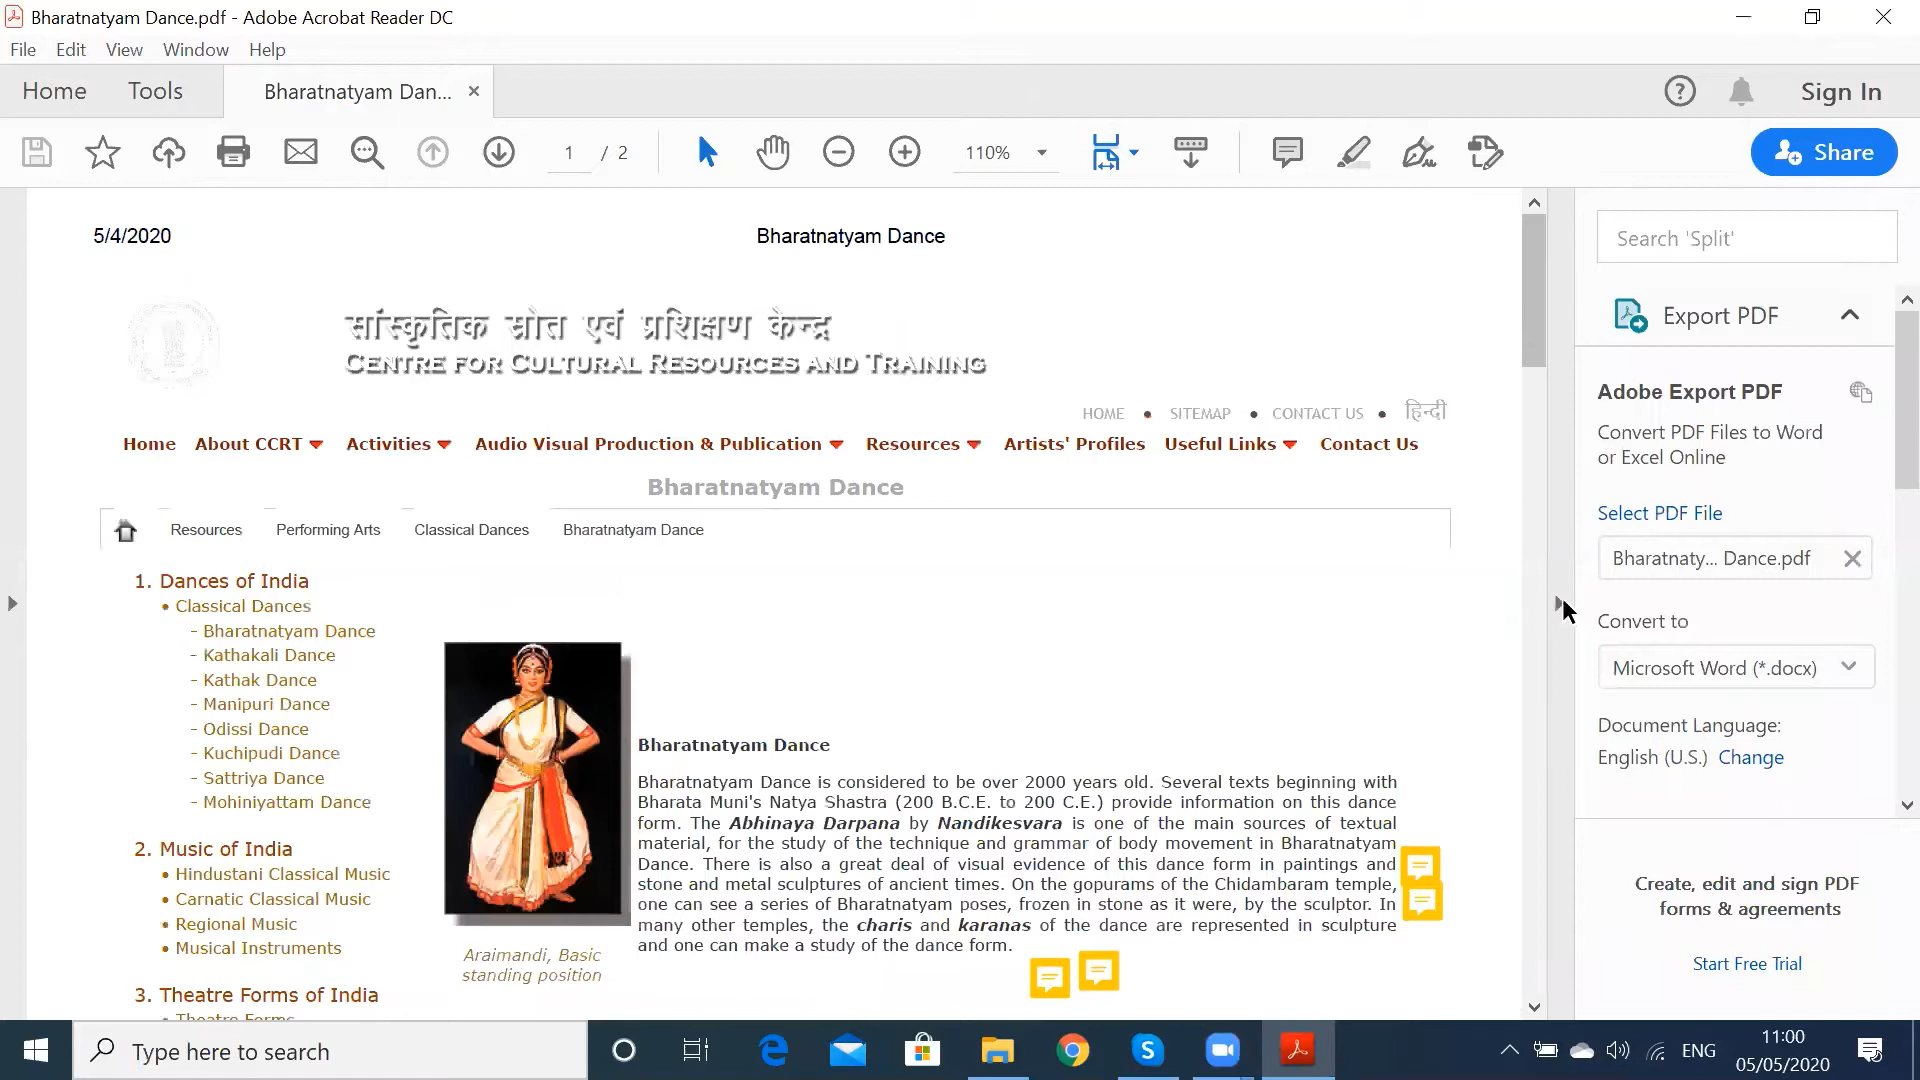 Bharatnatyam Dance.pdf - Adobe Acrobat Reader DC
File Edit View Window Help
Home Tools Bharatnatyam Dan... × Sign In
1 / 2 110% Share
5/4/2020 Bharatnatyam Dance
सांस्कृतिक स्रोत एवं प्रशिक्षण केन्द्र
CENTRE FOR CULTURAL RESOURCES AND TRAINING
HOME • SITEMAP • CONTACT US • हिन्दी
Home About CCRT Activities Audio Visual Production & Publication Resources Artists' Profiles Useful Links Contact Us
Bharatnatyam Dance
Resources Performing Arts Classical Dances Bharatnatyam Dance
1. Dances of India
• Classical Dances
- Bharatnatyam Dance
- Kathakali Dance
- Kathak Dance
- Manipuri Dance
- Odissi Dance
- Kuchipudi Dance
- Sattriya Dance
- Mohiniyattam Dance
2. Music of India
• Hindustani Classical Music
• Carnatic Classical Music
• Regional Music
• Musical Instruments
3. Theatre Forms of India
• Theatre Forms
Araimandi, Basic
standing position
Bharatnatyam Dance
Bharatnatyam Dance is considered to be over 2000 years old. Several texts beginning with
Bharata Muni's Natya Shastra (200 B.C.E. to 200 C.E.) provide information on this dance
form. The Abhinaya Darpana by Nandikesvara is one of the main sources of textual
material, for the study of the technique and grammar of body movement in Bharatnatyam
Dance. There is also a great deal of visual evidence of this dance form in paintings and
stone and metal sculptures of ancient times. On the gopurams of the Chidambaram temple,
one can see a series of Bharatnatyam poses, frozen in stone as it were, by the sculptor. In
many other temples, the charis and karanas of the dance are represented in sculpture
and one can make a study of the dance form.
Search 'Split'
Export PDF
Adobe Export PDF
Convert PDF Files to Word
or Excel Online
Select PDF File
Bharatnaty... Dance.pdf
Convert to
Microsoft Word (*.docx)
Document Language:
English (U.S.) Change
Create, edit and sign PDF
forms & agreements
Start Free Trial
Type here to search
ENG
11:00
05/05/2020